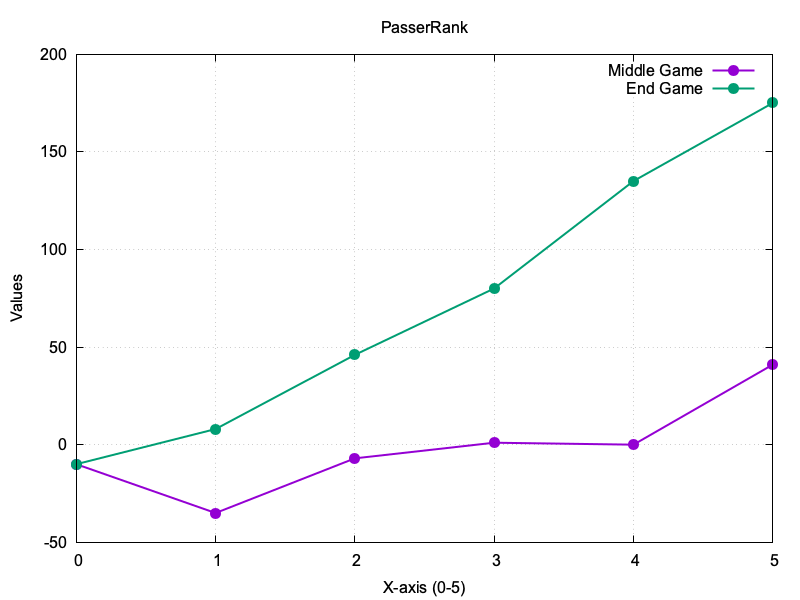 PasserRank
200
150
100
50
0
-50
Values
Middle Game
End Game
0 1 2 3 4 5
X-axis (0-5)